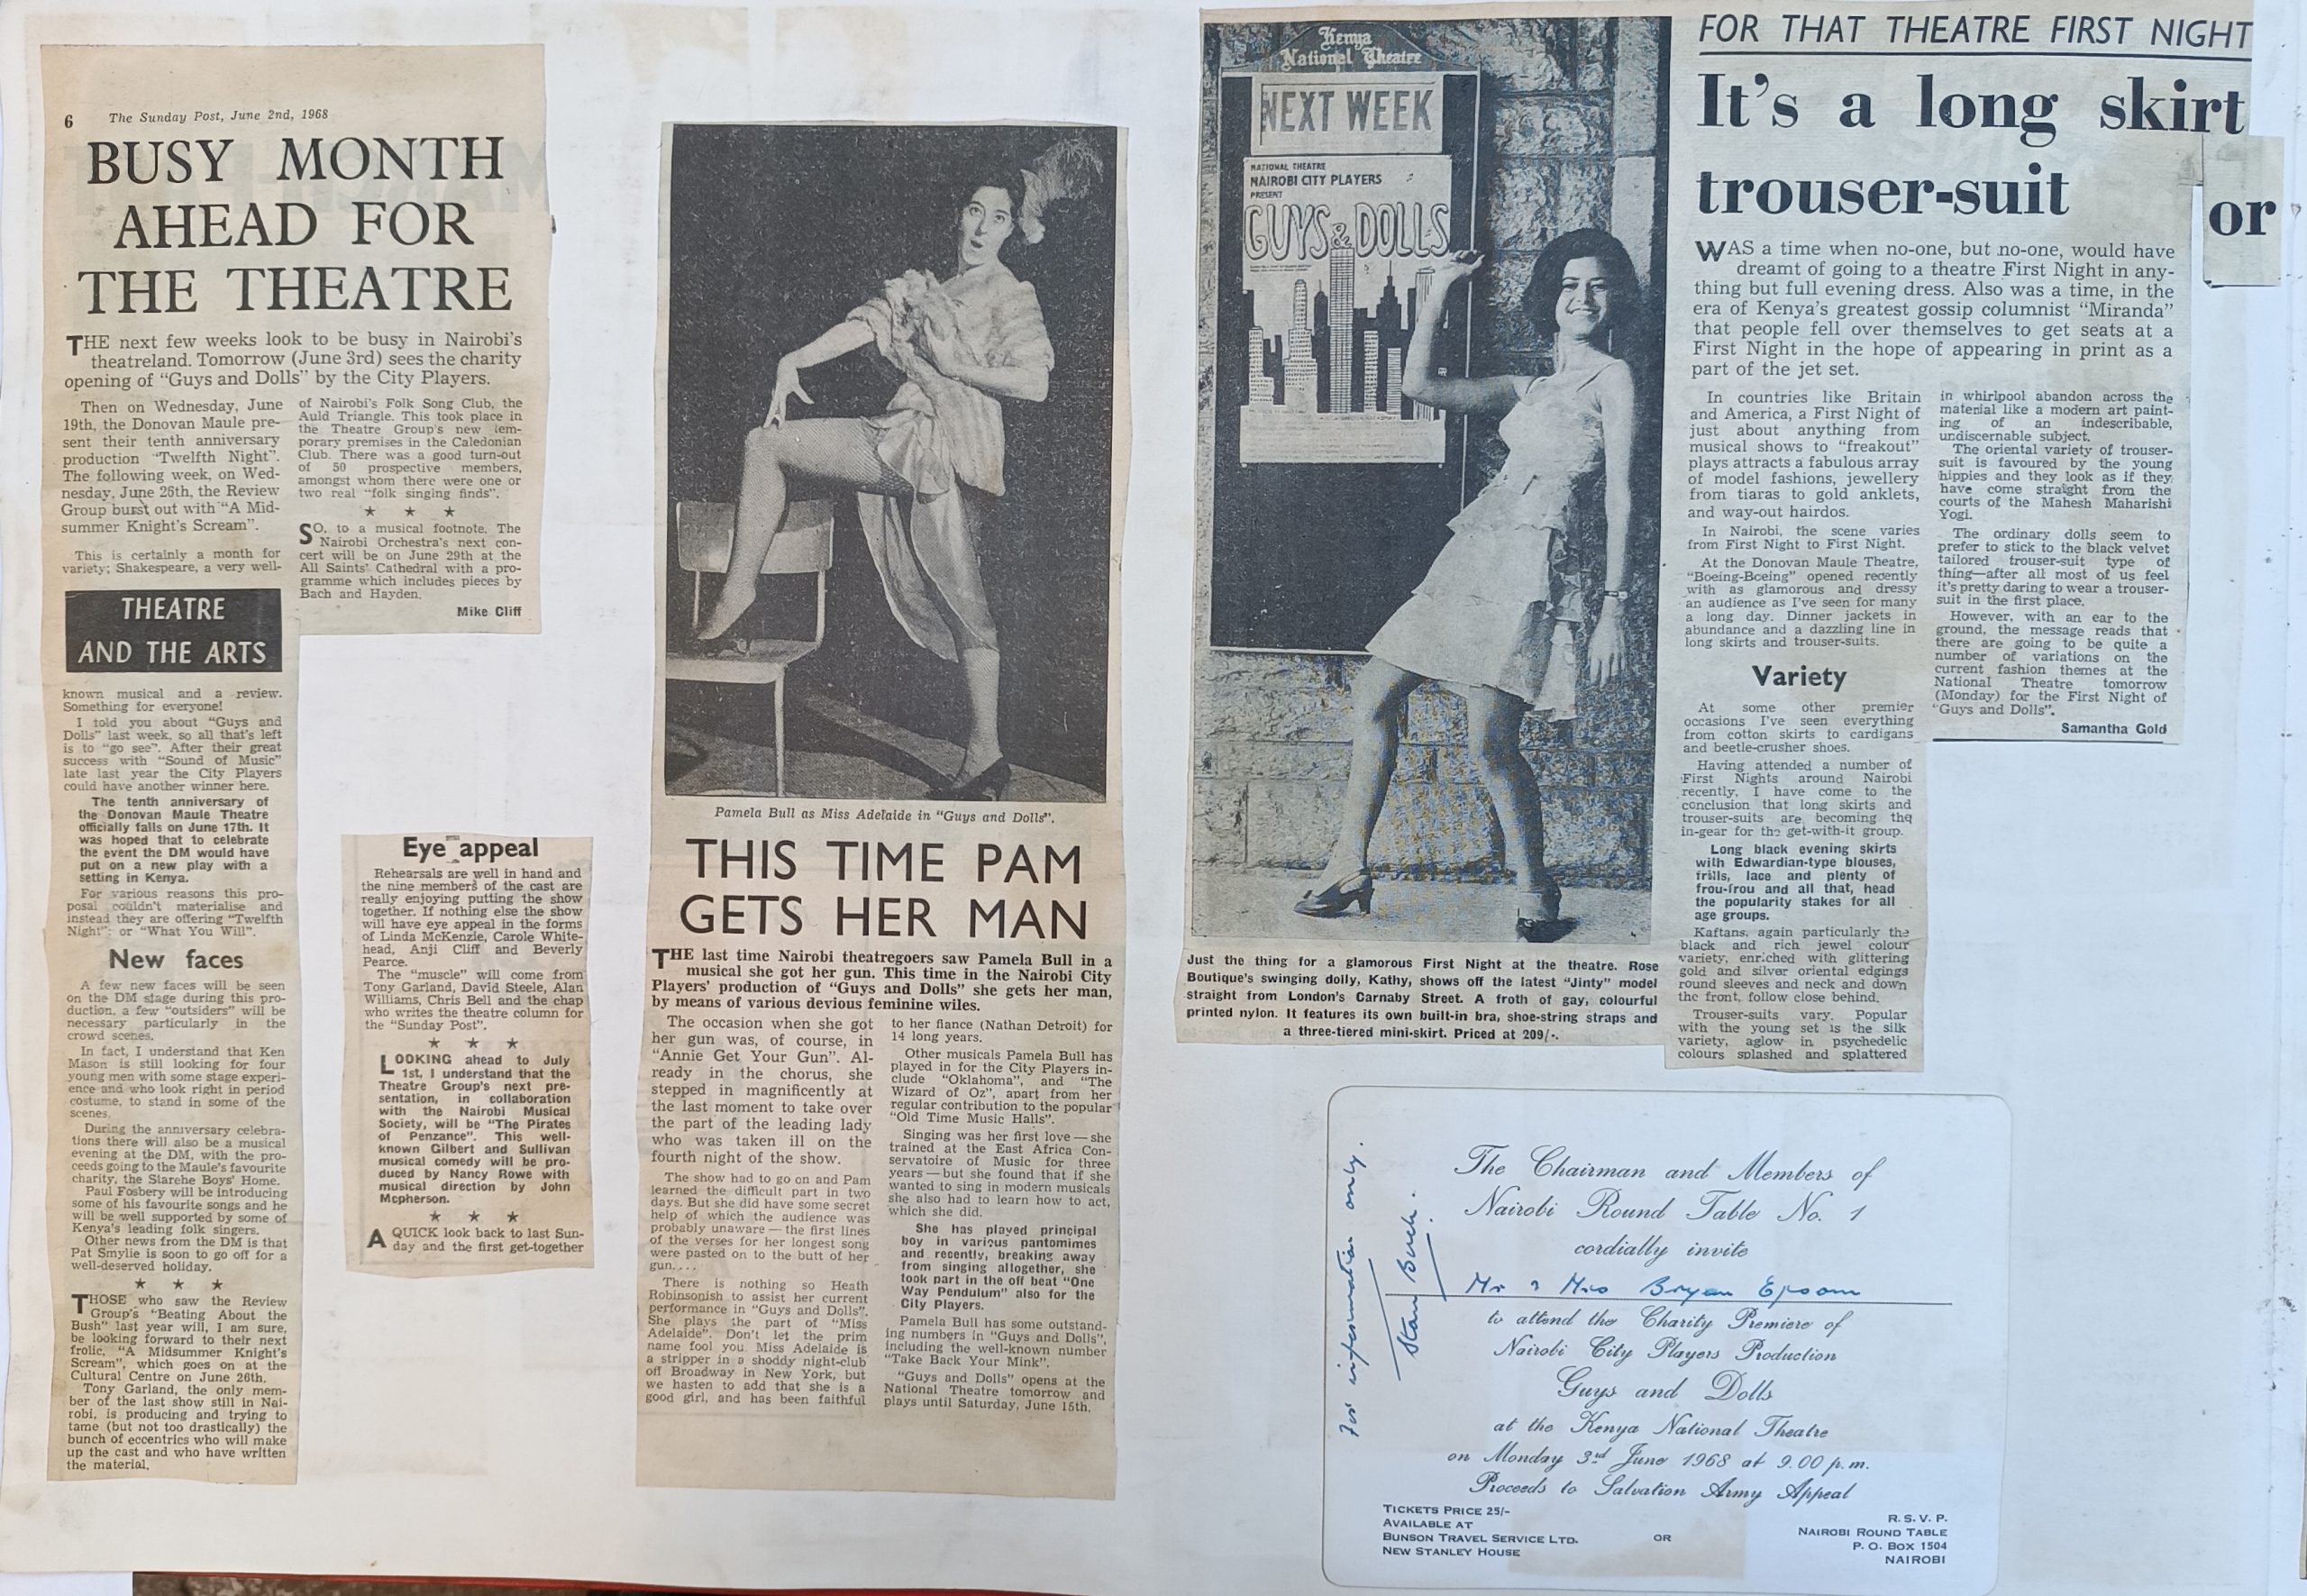 6 The Sunday Post, June 2nd, 1968
BUSY MONTH
AHEAD FOR
THE THEATRE
THE next few weeks look to be busy in Nairobi's
theatreland. Tomorrow (June 3rd) sees the charity
opening of "Guys and Dolls" by the City Players.
Then on Wednesday, June
19th, the Donovan Maule pre-
sent their tenth anniversary
production "Twelfth Night".
The following week, on Wed-
nesday, June 26th, the Review
Group burst out with "A Mid-
summer Knight's Scream".
This is certainly a month for
variety; Shakespeare, a very well-
THEATRE
AND THE ARTS
known musical and a review.
Something for everyone!
I told you about "Guys and
Dolls" last week, so all that's left
is to "go see". After their great
success with "Sound of Music"
late last year the City Players
could have another winner here.
The tenth anniversary of
the Donovan Maule Theatre
officially falls on June 17th. It
was hoped that to celebrate
the event the DM would have
put on a new play with a
setting in Kenya.
For various reasons this pro-
posal couldn't materialise and
instead they are offering "Twelfth
Night": or "What You Will".
New faces
A few new faces will be seen
on the DM stage during this pro-
duction, a few "outsiders" will be
necessary particularly in the
crowd scenes.
In fact, I understand that Ken
Mason is still looking for four
young men with some stage experi-
ence and who look right in period
costume, to stand in some of the
scenes.
During the anniversary celebra-
tions there will also be a musical
evening at the DM, with the pro-
ceeds going to the Maule's favourite
charity, the Starehe Boys' Home.
Paul Fosbery will be introducing
some of his favourite songs and he
will be well supported by some of
Kenya's leading folk singers.
Other news from the DM is that
Pat Smylie is soon to go off for a
well-deserved holiday.
★ ★ ★
THOSE who saw the Review
Group's "Beating About the
Bush" last year will, I am sure,
be looking forward to their next
frolic, "A Midsummer Knight's
Scream", which goes on at the
Cultural Centre on June 26th.
Tony Garland, the only mem-
ber of the last show still in Nai-
robi, is producing and trying to
tame (but not too drastically) the
bunch of eccentrics who will make
up the cast and who have written
the material.
Eye appeal
Rehearsals are well in hand and
the nine members of the cast are
really enjoying putting the show
together. If nothing else the show
will have eye appeal in the forms
of Linda McKenzie, Carole White-
head, Anji Cliff and Beverly
Pearce.
The "muscle" will come from
Tony Garland, David Steele, Alan
Williams, Chris Bell and the chap
who writes the theatre column for
the "Sunday Post".
★ ★ ★
LOOKING ahead to July
1st, I understand that the
Theatre Group's next pre-
sentation, in collaboration
with the Nairobi Musical
Society, will be "The Pirates
of Penzance". This well-
known Gilbert and Sullivan
musical comedy will be pro-
duced by Nancy Rowe with
musical direction by John
Mcpherson.
★ ★ ★
A QUICK look back to last Sun-
day and the first get-together
of Nairobi's Folk Song Club, the
Auld Triangle. This took place in
the Theatre Group's new tem-
porary premises in the Caledonian
Club. There was a good turn-out
of 50 prospective members,
amongst whom there were one or
two real "folk singing finds".
★ ★ ★
SO, to a musical footnote. The
Nairobi Orchestra's next con-
cert will be on June 29th at the
All Saints' Cathedral with a pro-
gramme which includes pieces by
Bach and Hayden.
Mike Cliff
Pamela Bull as Miss Adelaide in "Guys and Dolls".
THIS TIME PAM
GETS HER MAN
THE last time Nairobi theatregoers saw Pamela Bull in a
musical she got her gun. This time in the Nairobi City
Players' production of "Guys and Dolls" she gets her man,
by means of various devious feminine wiles.
The occasion when she got
her gun was, of course, in
"Annie Get Your Gun". Al-
ready in the chorus, she
stepped in magnificently at
the last moment to take over
the part of the leading lady
who was taken ill on the
fourth night of the show.
The show had to go on and Pam
learned the difficult part in two
days. But she did have some secret
help of which the audience was
probably unaware — the first lines
of the verses for her longest song
were pasted on to the butt of her
gun. . . .
There is nothing so Heath
Robinsonish to assist her current
performance in "Guys and Dolls".
She plays the part of "Miss
Adelaide". Don't let the prim
name fool you. Miss Adelaide is
a stripper in a shoddy night-club
off Broadway in New York, but
we hasten to add that she is a
good girl, and has been faithful
to her fiance (Nathan Detroit) for
14 long years.
Other musicals Pamela Bull has
played in for the City Players in-
clude "Oklahoma", and "The
Wizard of Oz", apart from her
regular contribution to the popular
"Old Time Music Halls".
Singing was her first love — she
trained at the East Africa Con-
servatoire of Music for three
years — but she found that if she
wanted to sing in modern musicals
she also had to learn how to act,
which she did.
She has played principal
boy in various pantomimes
and recently, breaking away
from singing altogether, she
took part in the off beat "One
Way Pendulum" also for the
City Players.
Pamela Bull has some outstand-
ing numbers in "Guys and Dolls",
including the well-known number
"Take Back Your Mink".
"Guys and Dolls" opens at the
National Theatre tomorrow and
plays until Saturday, June 15th.
Kenya
National Theatre
NEXT WEEK
NATIONAL THEATRE
NAIROBI CITY PLAYERS
PRESENT
GUYS & DOLLS
Just the thing for a glamorous First Night at the theatre. Rose
Boutique's swinging dolly, Kathy, shows off the latest "Jinty" model
straight from London's Carnaby Street. A froth of gay, colourful
printed nylon. It features its own built-in bra, shoe-string straps and
a three-tiered mini-skirt. Priced at 209/-.
FOR THAT THEATRE FIRST NIGHT
It's a long skirt
trouser-suit or
WAS a time when no-one, but no-one, would have
dreamt of going to a theatre First Night in any-
thing but full evening dress. Also was a time, in the
era of Kenya's greatest gossip columnist "Miranda"
that people fell over themselves to get seats at a
First Night in the hope of appearing in print as a
part of the jet set.
In countries like Britain
and America, a First Night of
just about anything from
musical shows to "freakout"
plays attracts a fabulous array
of model fashions, jewellery
from tiaras to gold anklets,
and way-out hairdos.
In Nairobi, the scene varies
from First Night to First Night.
At the Donovan Maule Theatre,
"Boeing-Boeing" opened recently
with as glamorous and dressy
an audience as I've seen for many
a long day. Dinner jackets in
abundance and a dazzling line in
long skirts and trouser-suits.
Variety
At some other premier
occasions I've seen everything
from cotton skirts to cardigans
and beetle-crusher shoes.
Having attended a number of
First Nights around Nairobi
recently, I have come to the
conclusion that long skirts and
trouser-suits are becoming the
in-gear for the get-with-it group.
Long black evening skirts
with Edwardian-type blouses,
frills, lace and plenty of
frou-frou and all that, head
the popularity stakes for all
age groups.
Kaftans, again particularly the
black and rich jewel colour
variety, enriched with glittering
gold and silver oriental edgings
round sleeves and neck and down
the front, follow close behind.
Trouser-suits vary. Popular
with the young set is the silk
variety, aglow in psychedelic
colours splashed and splattered
in whirlpool abandon across the
material like a modern art paint-
ing of an indescribable,
undiscernable subject.
The oriental variety of trouser-
suit is favoured by the young
hippies and they look as if they
have come straight from the
courts of the Mahesh Maharishi
Yogi.
The ordinary dolls seem to
prefer to stick to the black velvet
tailored trouser-suit type of
thing—after all most of us feel
it's pretty daring to wear a trouser-
suit in the first place.
However, with an ear to the
ground, the message reads that
there are going to be quite a
number of variations on the
current fashion themes at the
National Theatre tomorrow
(Monday) for the First Night of
"Guys and Dolls".
Samantha Gold
The Chairman and Members of
Nairobi Round Table No. 1
cordially invite
Mr & Mrs Bryan Epsom
to attend the Charity Premiere of
Nairobi City Players Production
Guys and Dolls
at the Kenya National Theatre
on Monday 3rd June 1968 at 9.00 p.m.
Proceeds to Salvation Army Appeal
TICKETS PRICE 25/-
AVAILABLE AT
BUNSON TRAVEL SERVICE LTD.
NEW STANLEY HOUSE
OR
R. S. V. P.
NAIROBI ROUND TABLE
P. O. BOX 1504
NAIROBI
For information only.
Stan